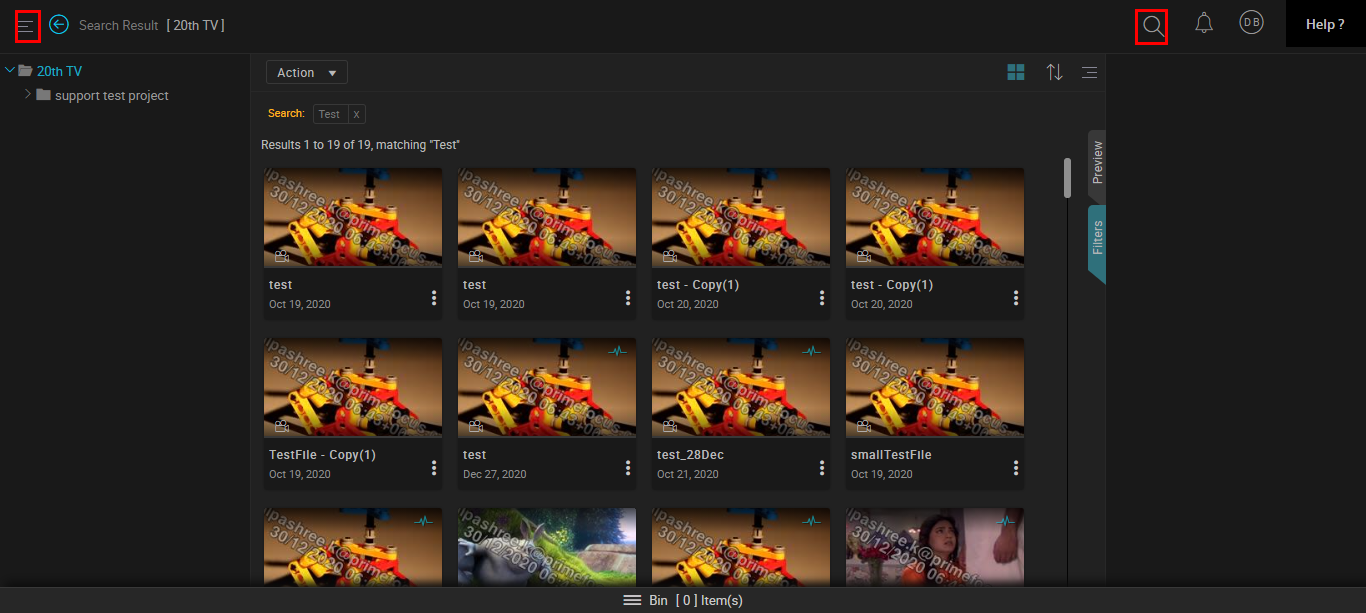 Search Result [ 20th TV ]
DB
Help ?
20th TV
support test project
Action
Search: Test X
Results 1 to 19 of 19, matching "Test"
Preview
Filters
test
Oct 19, 2020
test
Oct 19, 2020
test - Copy(1)
Oct 20, 2020
test - Copy(1)
Oct 20, 2020
TestFile - Copy(1)
Oct 19, 2020
test
Dec 27, 2020
test_28Dec
Oct 21, 2020
smallTestFile
Oct 19, 2020
Bin [ 0 ] Item(s)